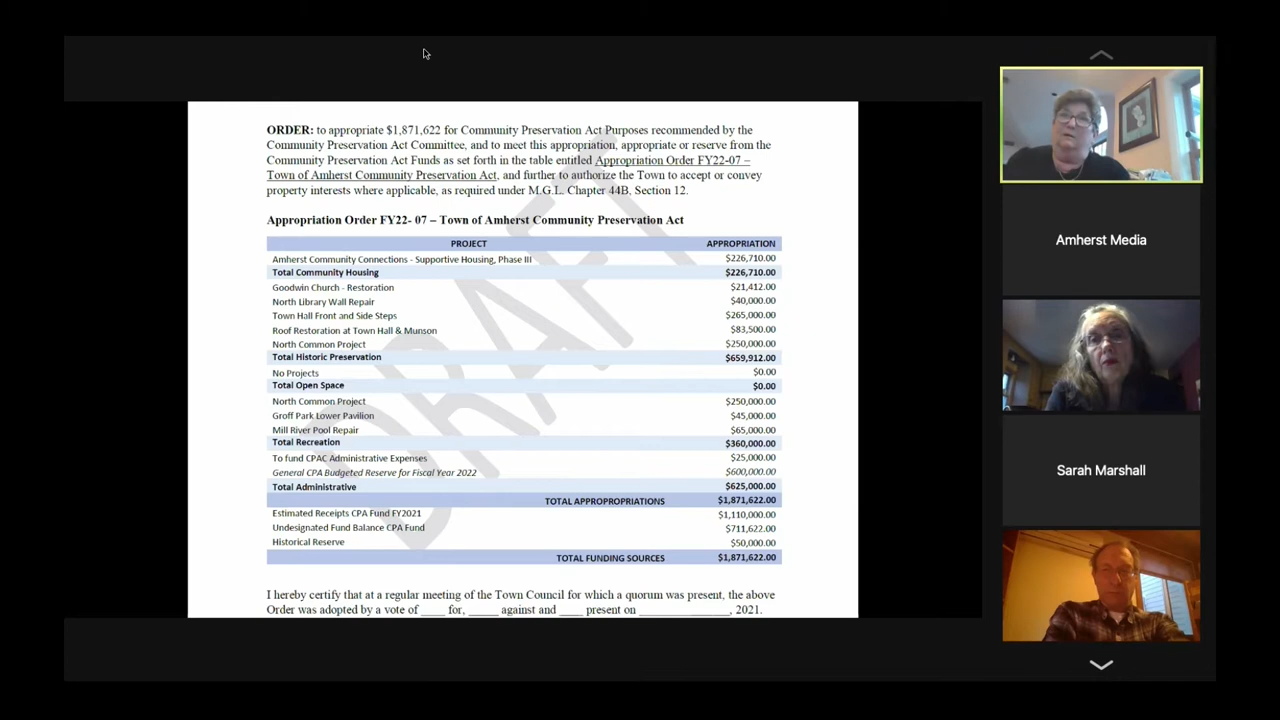 ORDER: to appropriate $1,871,622 for Community Preservation Act Purposes recommended by the
Community Preservation Act Committee, and to meet this appropriation, appropriate or reserve from the
Community Preservation Act Funds as set forth in the table entitled Appropriation Order FY22-07 –
Town of Amherst Community Preservation Act, and further to authorize the Town to accept or convey
property interests where applicable, as required under M.G.L. Chapter 44B, Section 12.
Appropriation Order FY22- 07 – Town of Amherst Community Preservation Act
PROJECT APPROPRIATION
Amherst Community Connections - Supportive Housing, Phase III $226,710.00
Total Community Housing $226,710.00
Goodwin Church - Restoration $21,412.00
North Library Wall Repair $40,000.00
Town Hall Front and Side Steps $265,000.00
Roof Restoration at Town Hall & Munson $83,500.00
North Common Project $250,000.00
Total Historic Preservation $659,912.00
No Projects $0.00
Total Open Space $0.00
North Common Project $250,000.00
Groff Park Lower Pavilion $45,000.00
Mill River Pool Repair $65,000.00
Total Recreation $360,000.00
To fund CPAC Administrative Expenses $25,000.00
General CPA Budgeted Reserve for Fiscal Year 2022 $600,000.00
Total Administrative $625,000.00
TOTAL APPROPROPRIATIONS $1,871,622.00
Estimated Receipts CPA Fund FY2021 $1,110,000.00
Undesignated Fund Balance CPA Fund $711,622.00
Historical Reserve $50,000.00
TOTAL FUNDING SOURCES $1,871,622.00
I hereby certify that at a regular meeting of the Town Council for which a quorum was present, the above
Order was adopted by a vote of ____ for, _____ against and ____ present on _______________, 2021.
DRAFT
Amherst Media
Sarah Marshall